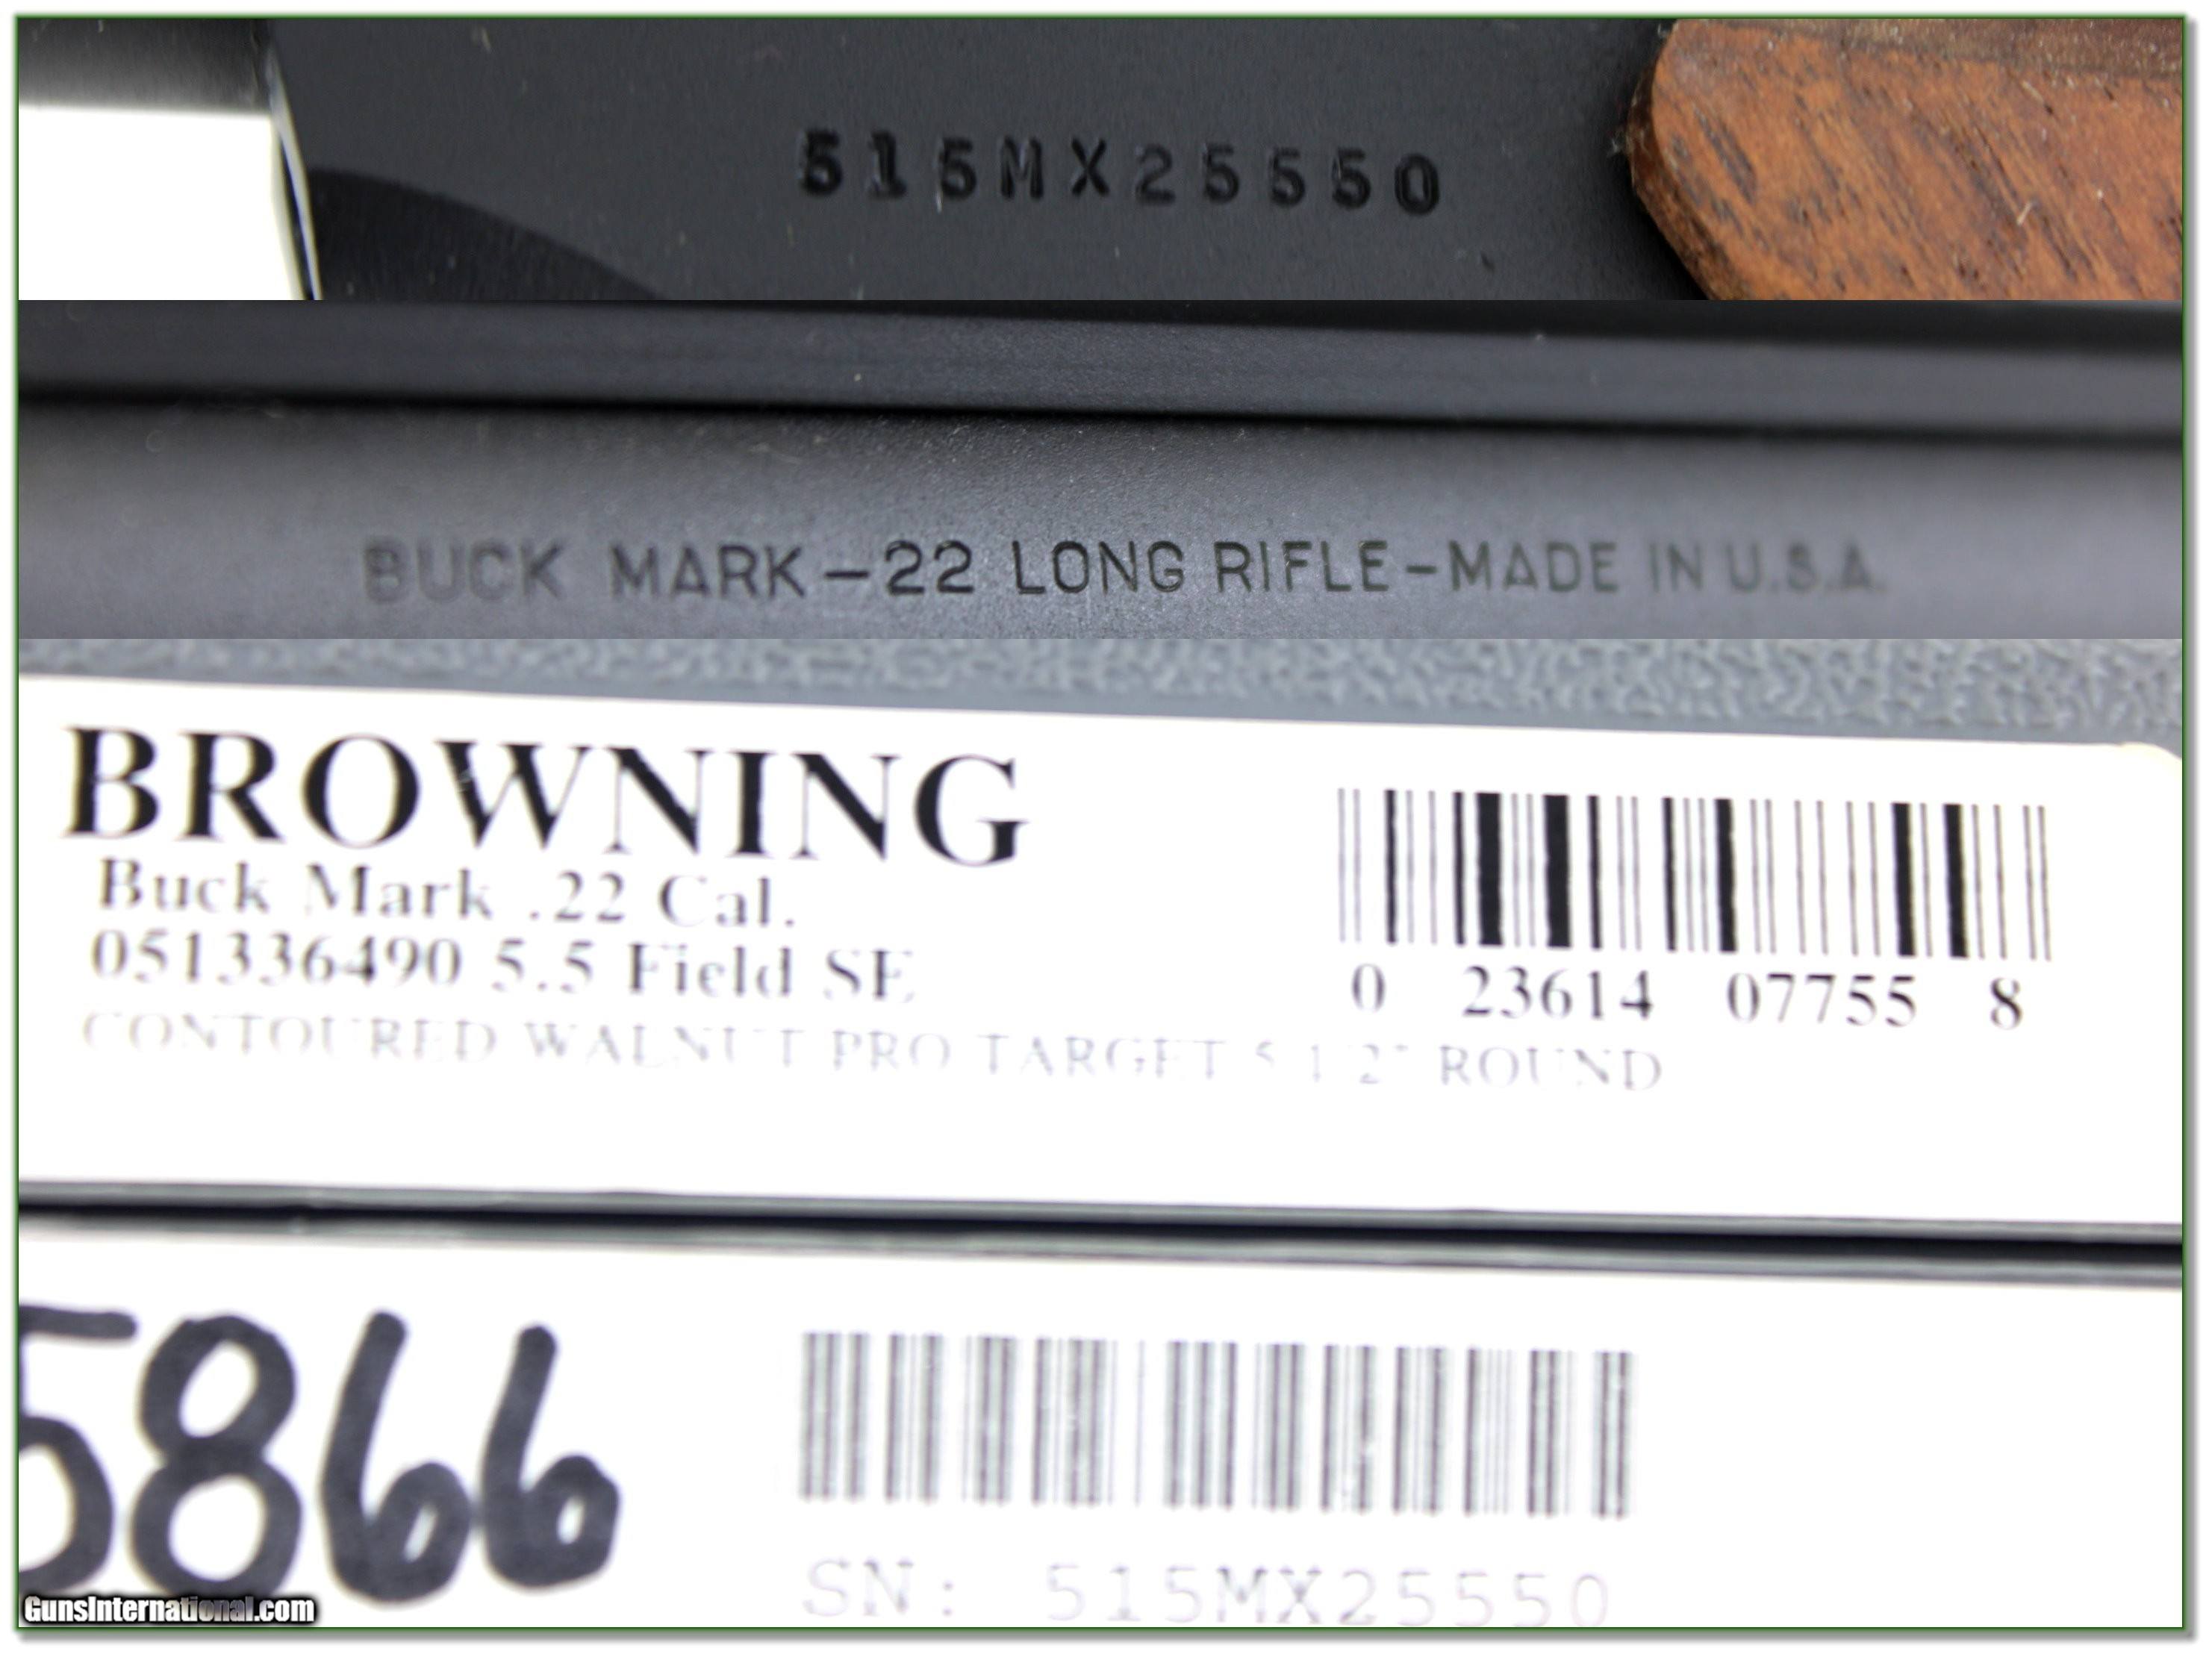 515MX25550
BUCK MARK-22 LONG RIFLE-MADE IN U.S.A.
BROWNING
Buck Mark .22 Cal.
051336490 5.5 Field SE
CONTOURED WALNUT PRO TARGET 5 1/2" ROUND
0 23614 07755 8
5866
SN: 515MX25550
GunsInternational.com